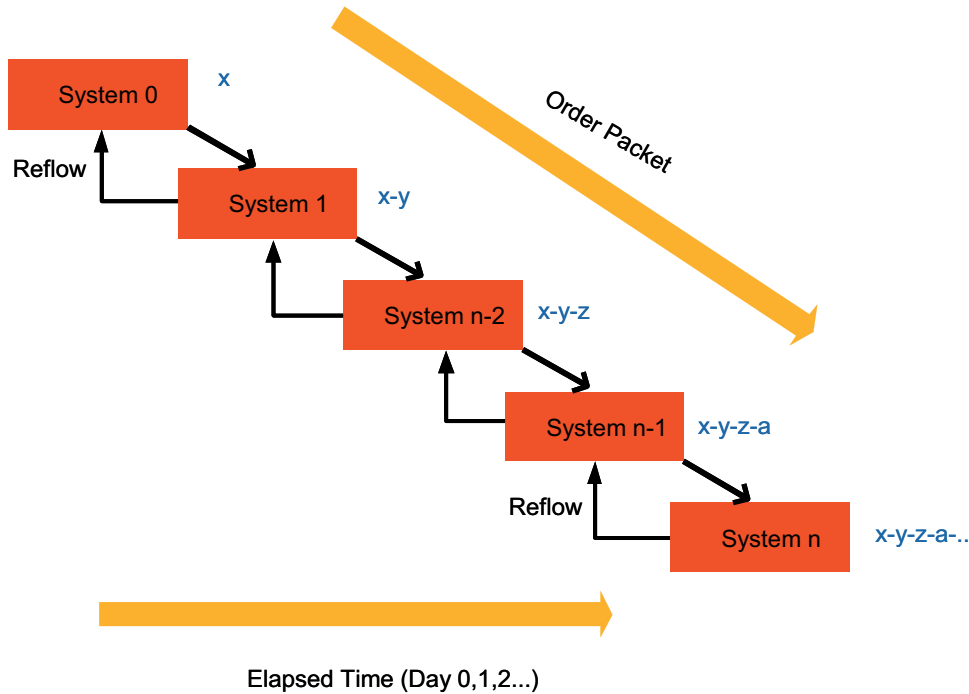 System 0
x
Order Packet
Reflow
System 1
x-y
System n-2
x-y-z
System n-1
x-y-z-a
Reflow
System n
x-y-z-a-..
Elapsed Time (Day 0,1,2...)